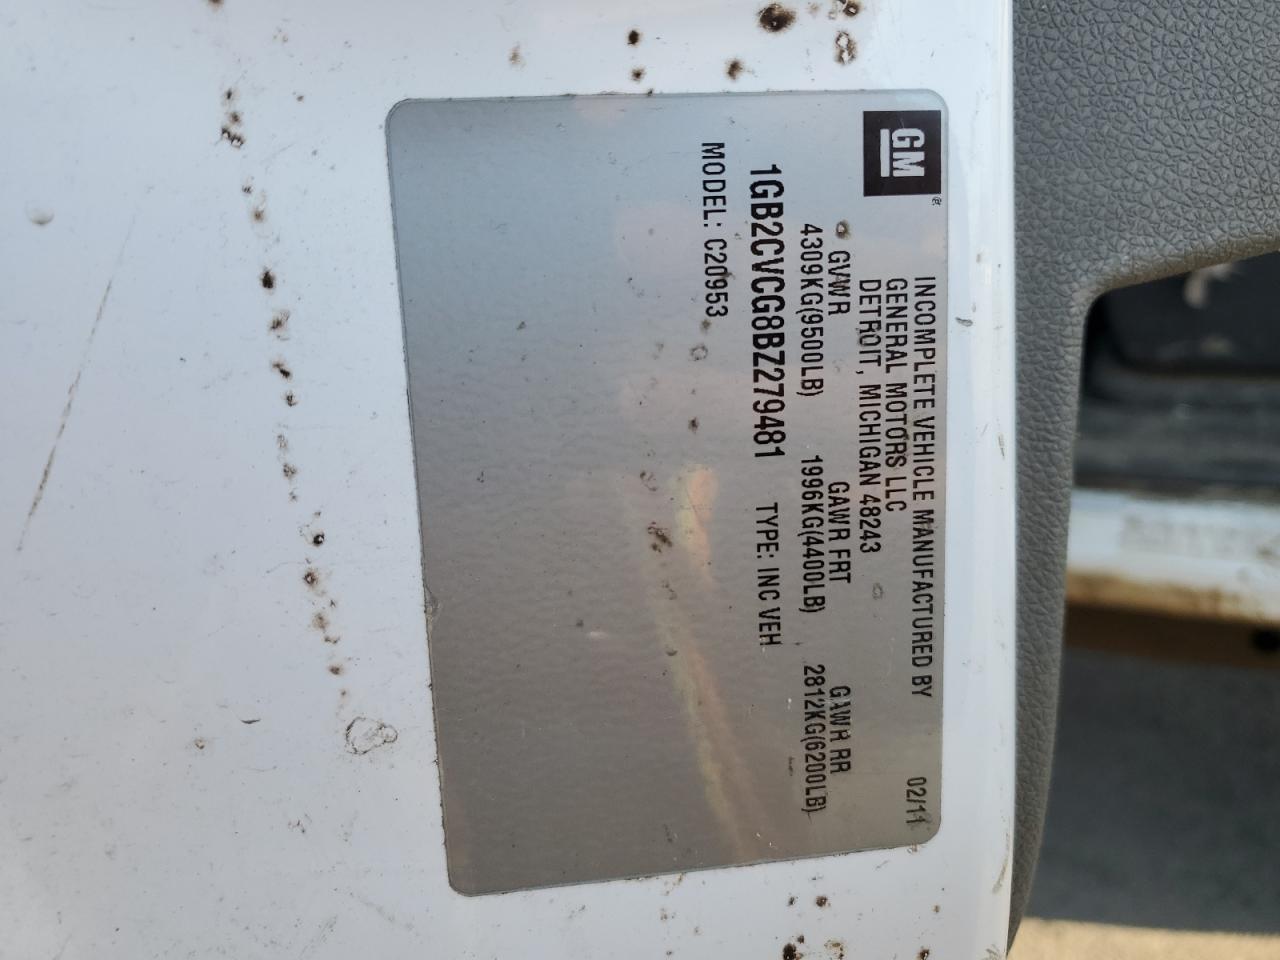 GM
INCOMPLETE VEHICLE MANUFACTURED BY 02/11
GENERAL MOTORS LLC
DETROIT, MICHIGAN 48243
GVWR GAWR FRT GAWR RR
4309KG(9500LB) 1996KG(4400LB) 2812KG(6200LB)
1GB2CVCG8BZ279481 TYPE: INC VEH
MODEL: C20953